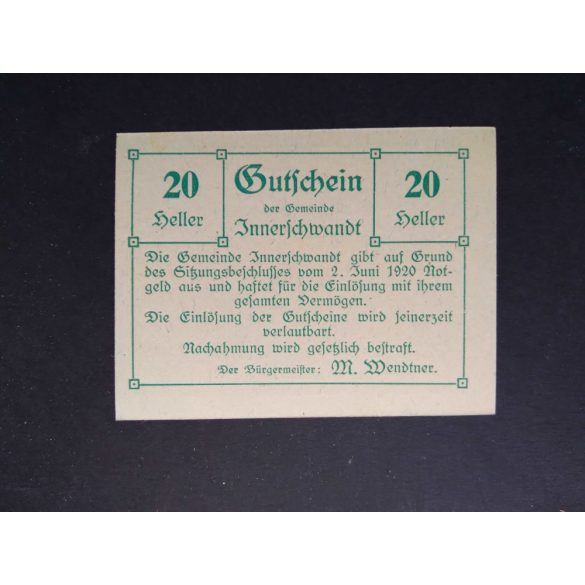 20 Gutschein 20
der Gemeinde
Heller Innerschwandt Heller
Die Gemeinde Innerschwandt gibt auf Grund
des Sitzungsbeschlusses vom 2. Juni 1920 Not-
geld aus und haftet für die Einlösung mit ihrem
gesamten Vermögen.
Die Einlösung der Gutscheine wird seinerzeit
verlautbart.
Nachahmung wird gesetzlich bestraft.
Der Bürgermeister: M. Wendtner.